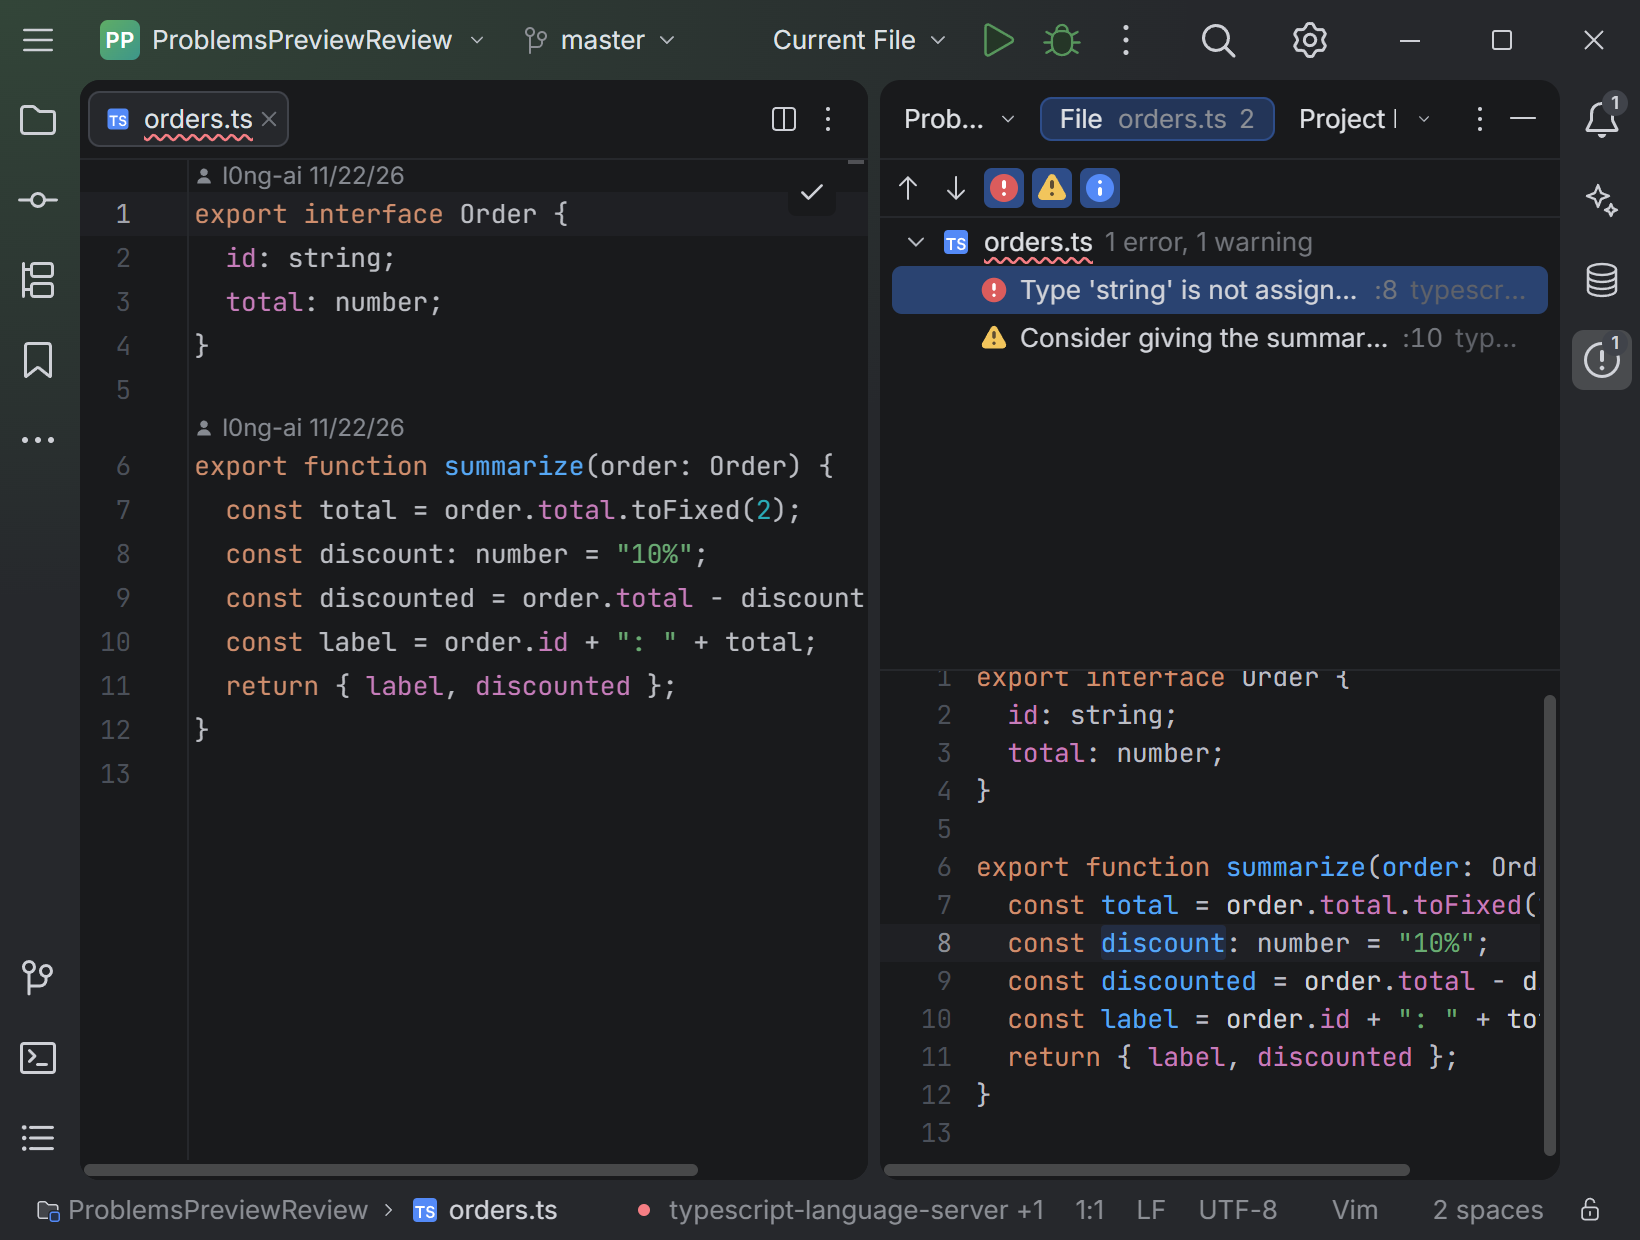 PP ProblemsPreviewReview master Current File
orders.ts
l0ng-ai 11/22/26
1 export interface Order {
2 id: string;
3 total: number;
4 }
5
l0ng-ai 11/22/26
6 export function summarize(order: Order) {
7 const total = order.total.toFixed(2);
8 const discount: number = "10%";
9 const discounted = order.total - discount
10 const label = order.id + ": " + total;
11 return { label, discounted };
12 }
13
Prob... File orders.ts 2 Project
TS orders.ts 1 error, 1 warning
Type 'string' is not assign... :8 typescr...
Consider giving the summar... :10 typ...
1 export interface Order {
2 id: string;
3 total: number;
4 }
5
6 export function summarize(order: Ord
7 const total = order.total.toFixed(
8 const discount: number = "10%";
9 const discounted = order.total - d
10 const label = order.id + ": " + to
11 return { label, discounted };
12 }
13
1
1
ProblemsPreviewReview › TS orders.ts typescript-language-server +1 1:1 LF UTF-8 Vim 2 spaces